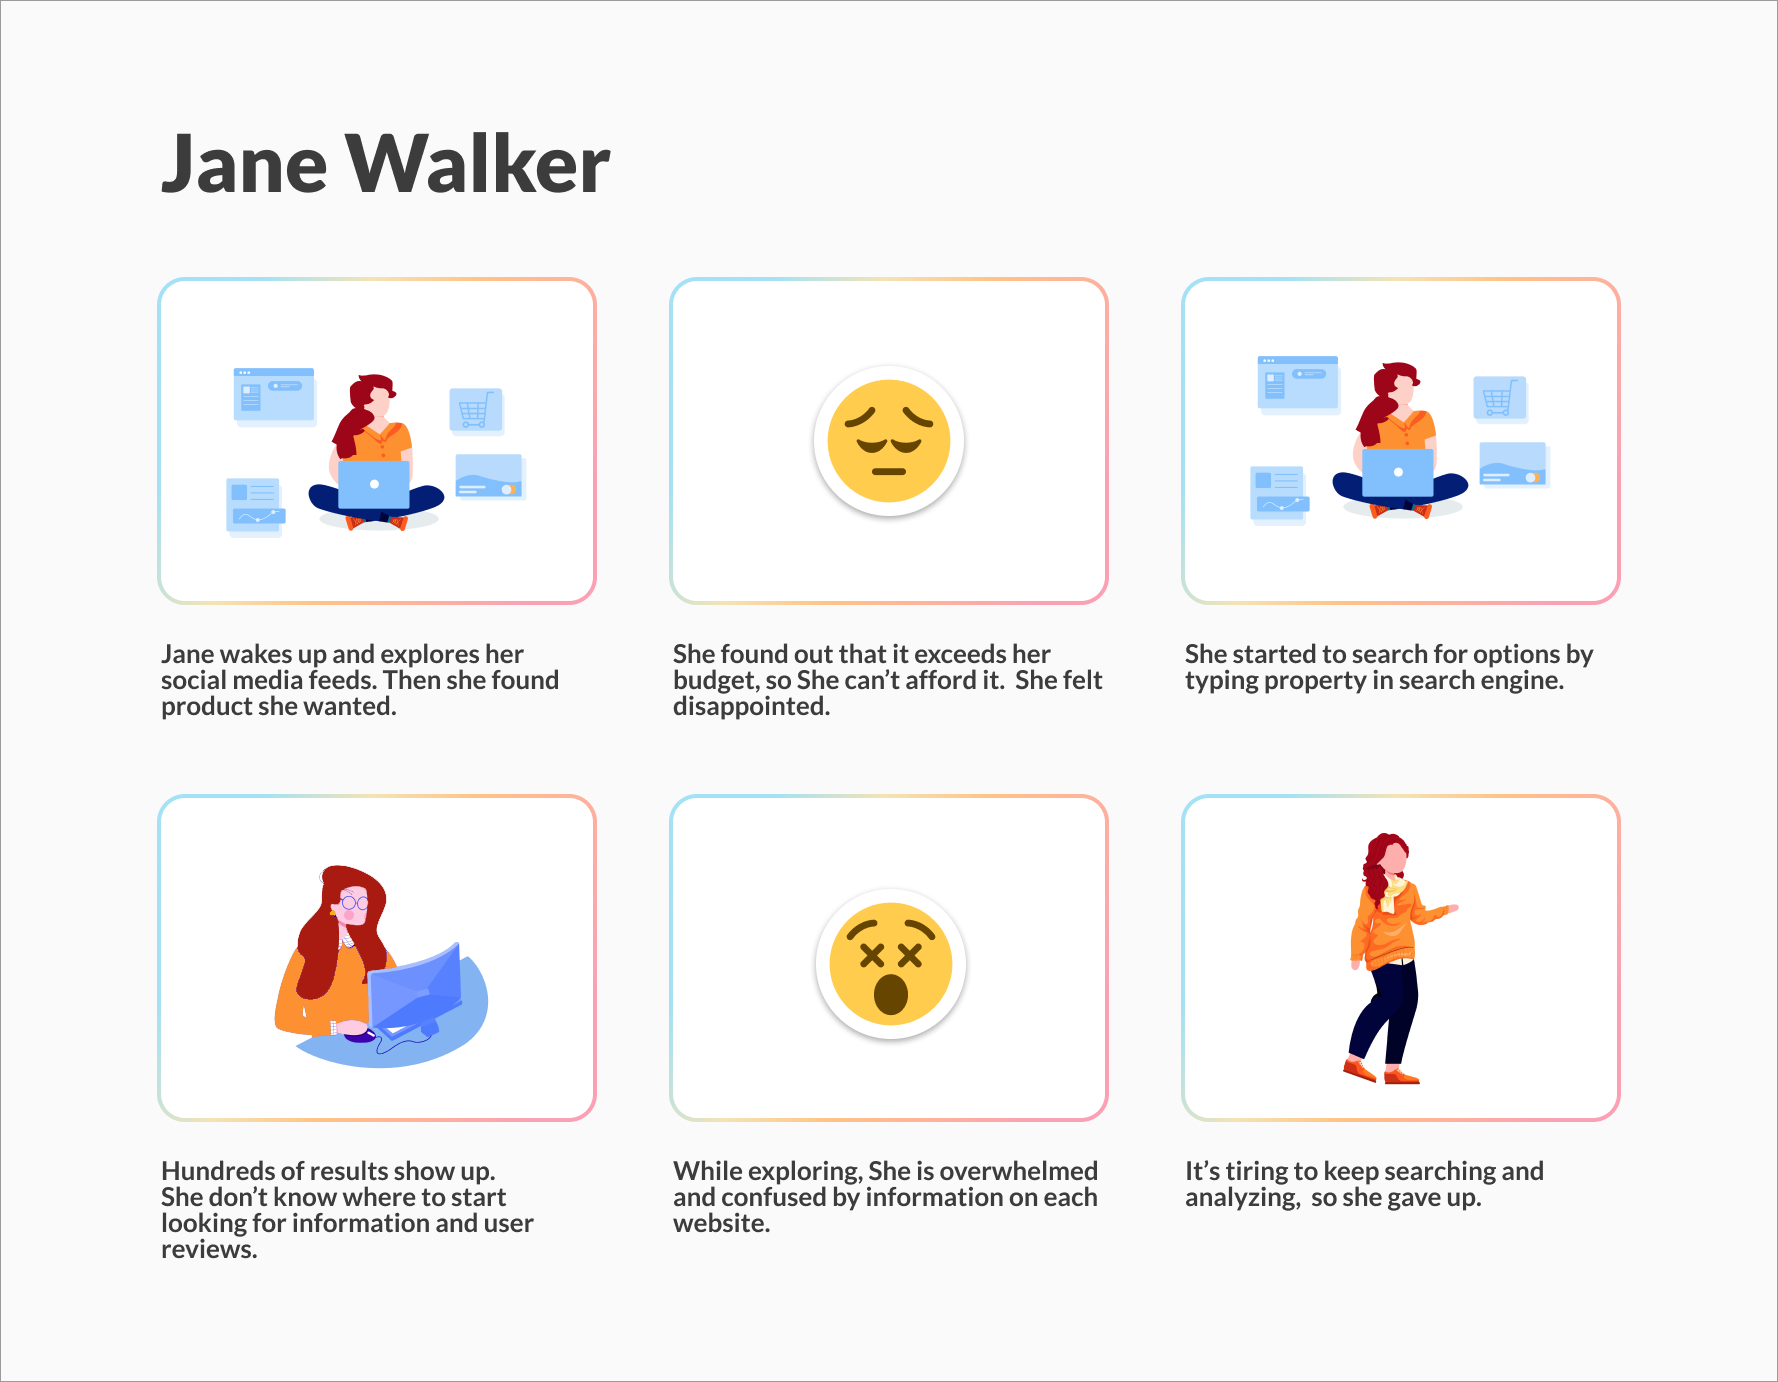 Jane Walker
Jane wakes up and explores her
social media feeds. Then she found
product she wanted.
She found out that it exceeds her
budget, so She can’t afford it.  She felt
disappointed.
She started to search for options by
typing property in search engine.
Hundreds of results show up.
She don’t know where to start
looking for information and user
reviews.
While exploring, She is overwhelmed
and confused by information on each
website.
It’s tiring to keep searching and
analyzing,  so she gave up.